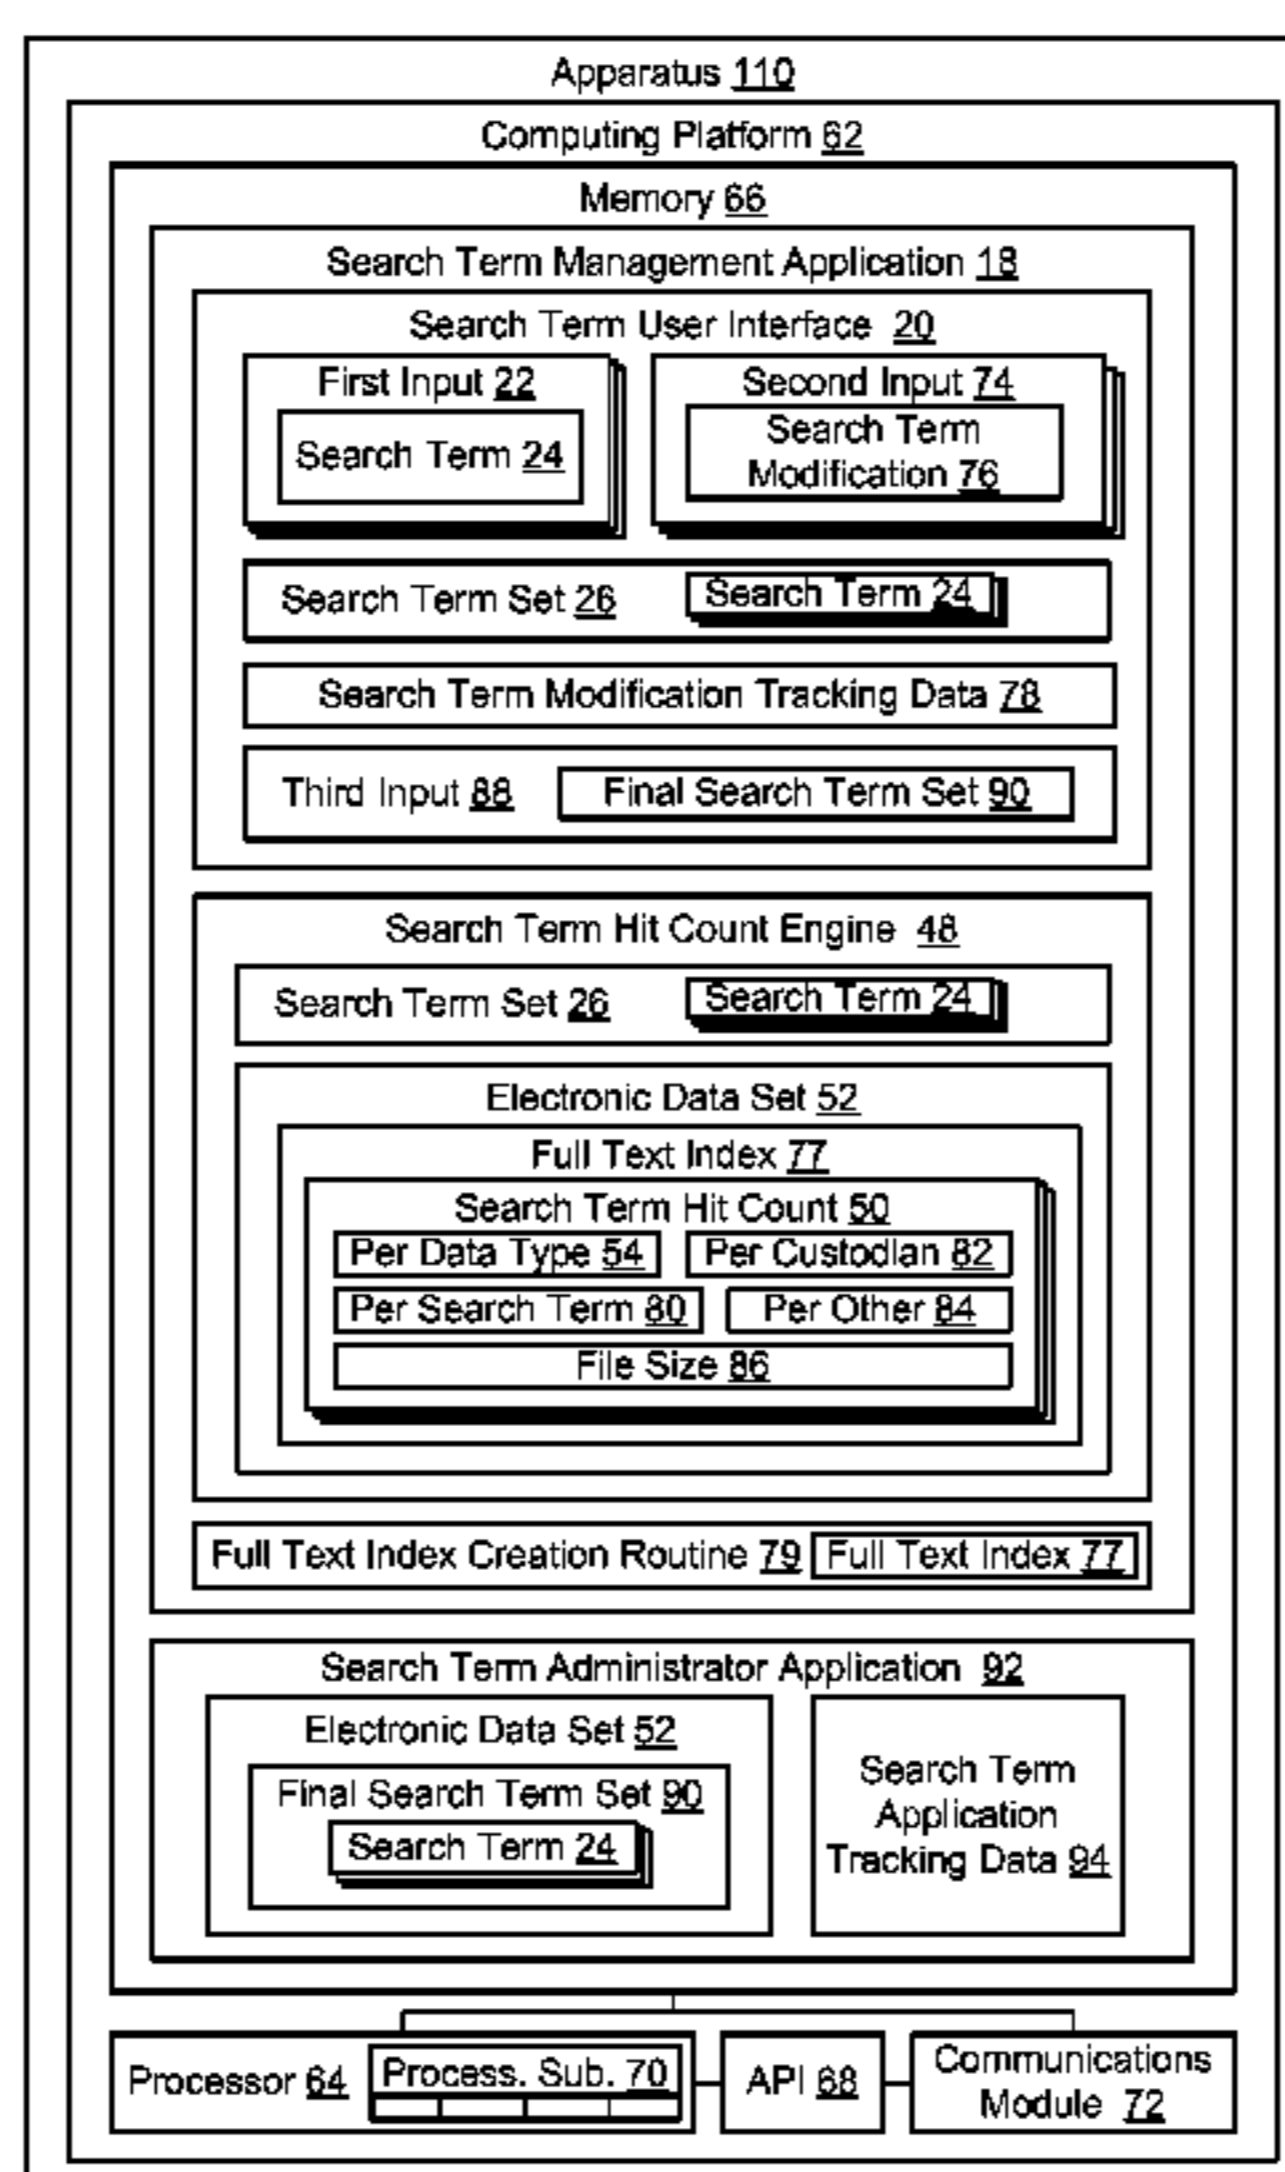 Apparatus 110
Computing Platform 62
Memory 66
Search Term Management Application 18
Search Term User Interface 20
First Input 22
Search Term 24
Second Input 74
Search Term
Modification 76
Search Term Set 26
Search Term 24
Search Term Modification Tracking Data 78
Third Input 88
Final Search Term Set 90
Search Term Hit Count Engine 48
Search Term Set 26
Search Term 24
Electronic Data Set 52
Full Text Index 77
Search Term Hit Count 50
Per Data Type 54
Per Custodian 82
Per Search Term 80
Per Other 84
File Size 86
Full Text Index Creation Routine 79
Full Text Index 77
Search Term Administrator Application 92
Electronic Data Set 52
Final Search Term Set 90
Search Term 24
Search Term
Application
Tracking Data 94
Processor 64
Process. Sub. 70
API 68
Communications
Module 72